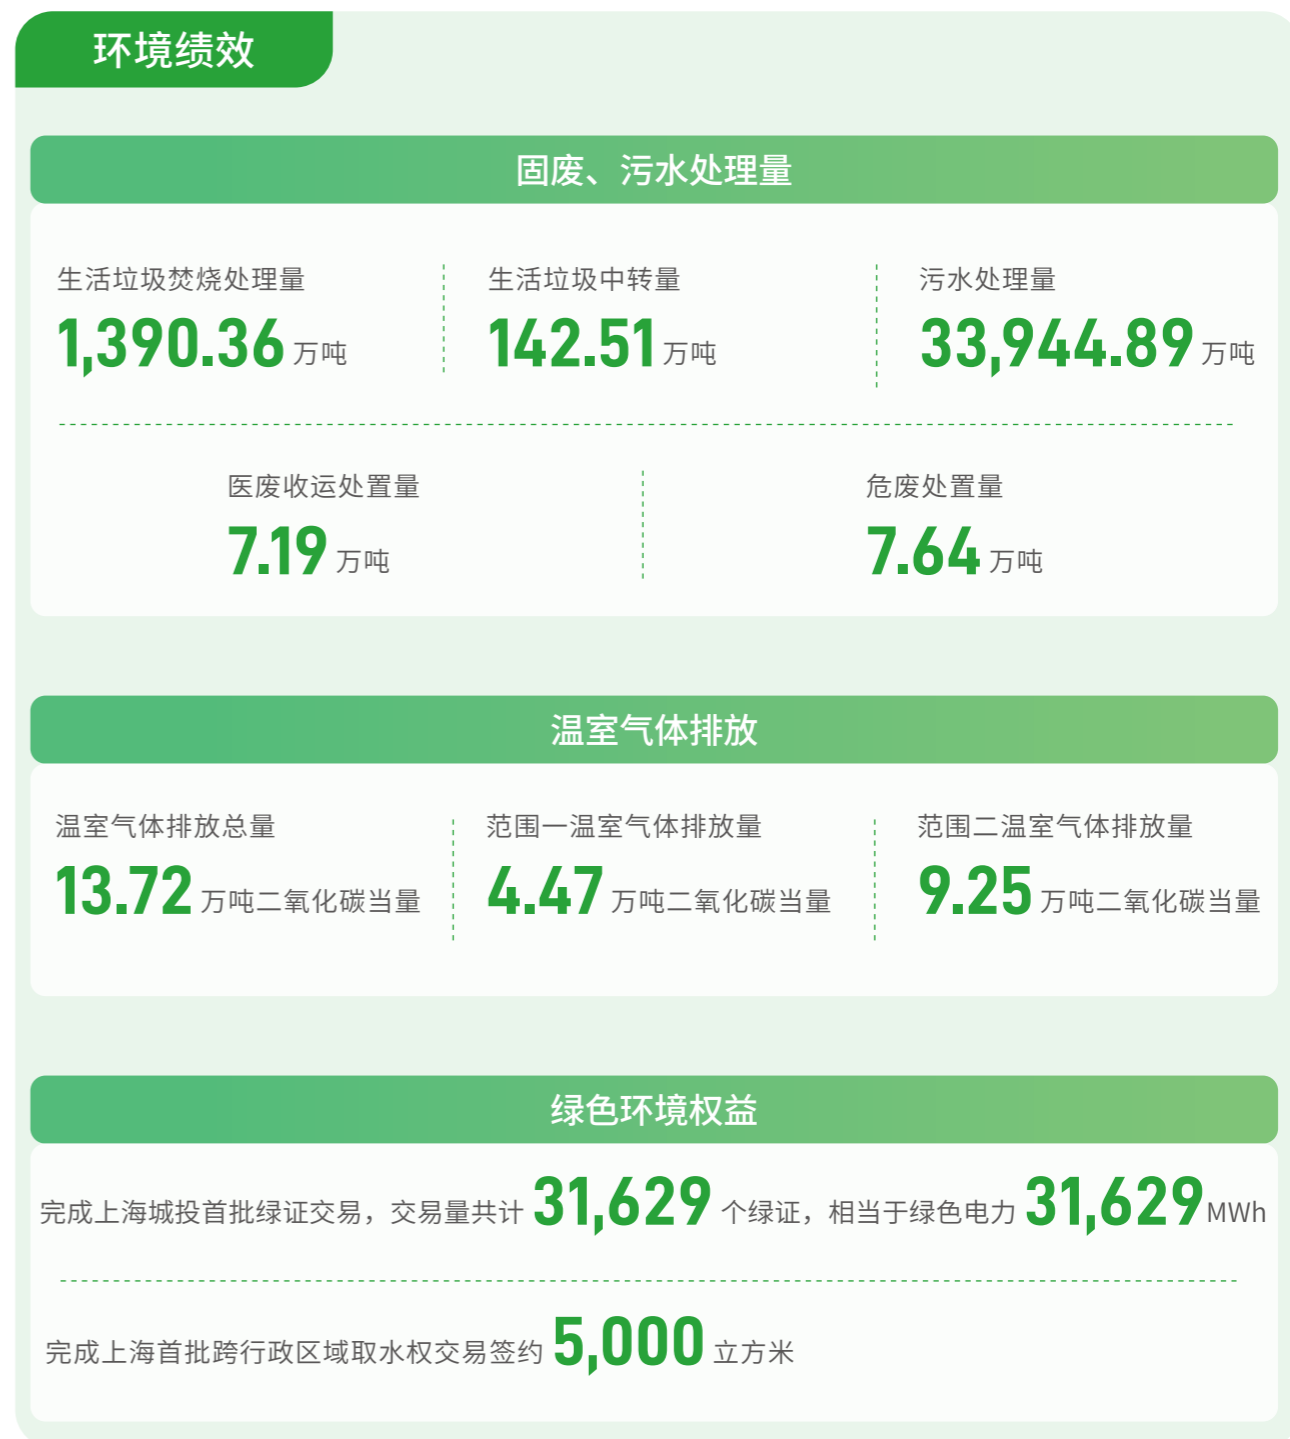 环境绩效
固废、污水处理量
生活垃圾焚烧处理量
1,390.36 万吨
生活垃圾中转量
142.51 万吨
污水处理量
33,944.89 万吨
医废收运处置量
7.19 万吨
危废处置量
7.64 万吨
温室气体排放
温室气体排放总量
13.72 万吨二氧化碳当量
范围一温室气体排放量
4.47 万吨二氧化碳当量
范围二温室气体排放量
9.25 万吨二氧化碳当量
绿色环境权益
完成上海城投首批绿证交易，交易量共计 31,629 个绿证，相当于绿色电力 31,629 MWh
完成上海首批跨行政区域取水权交易签约 5,000 立方米